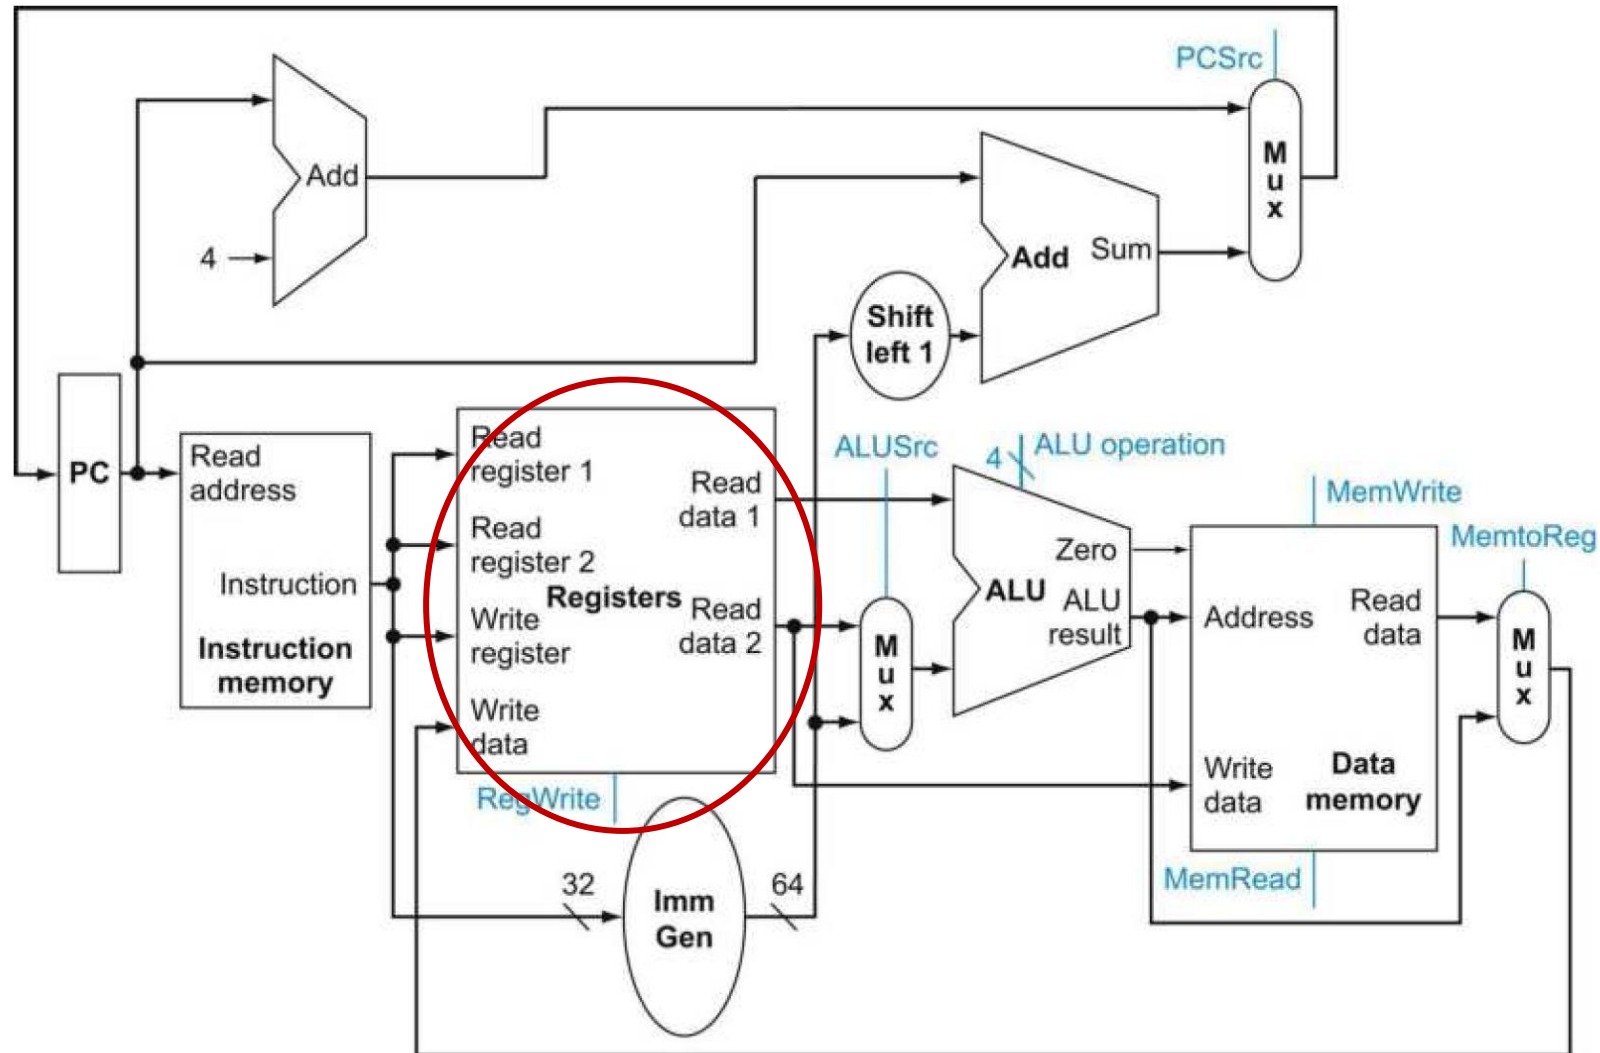 PCSrc
M
u
x
Add
4
Add Sum
Shift
left 1
PC
Read
address
Instruction
Instruction
memory
Read
register 1
Read
register 2
Write
register
Write
data
Registers
Read
data 1
Read
data 2
RegWrite
ALUSrc
M
u
x
4
ALU operation
Zero
ALU
ALU
result
MemWrite
MemtoReg
Address
Read
data
Write
data
Data
memory
MemRead
M
u
x
32
Imm
Gen
64